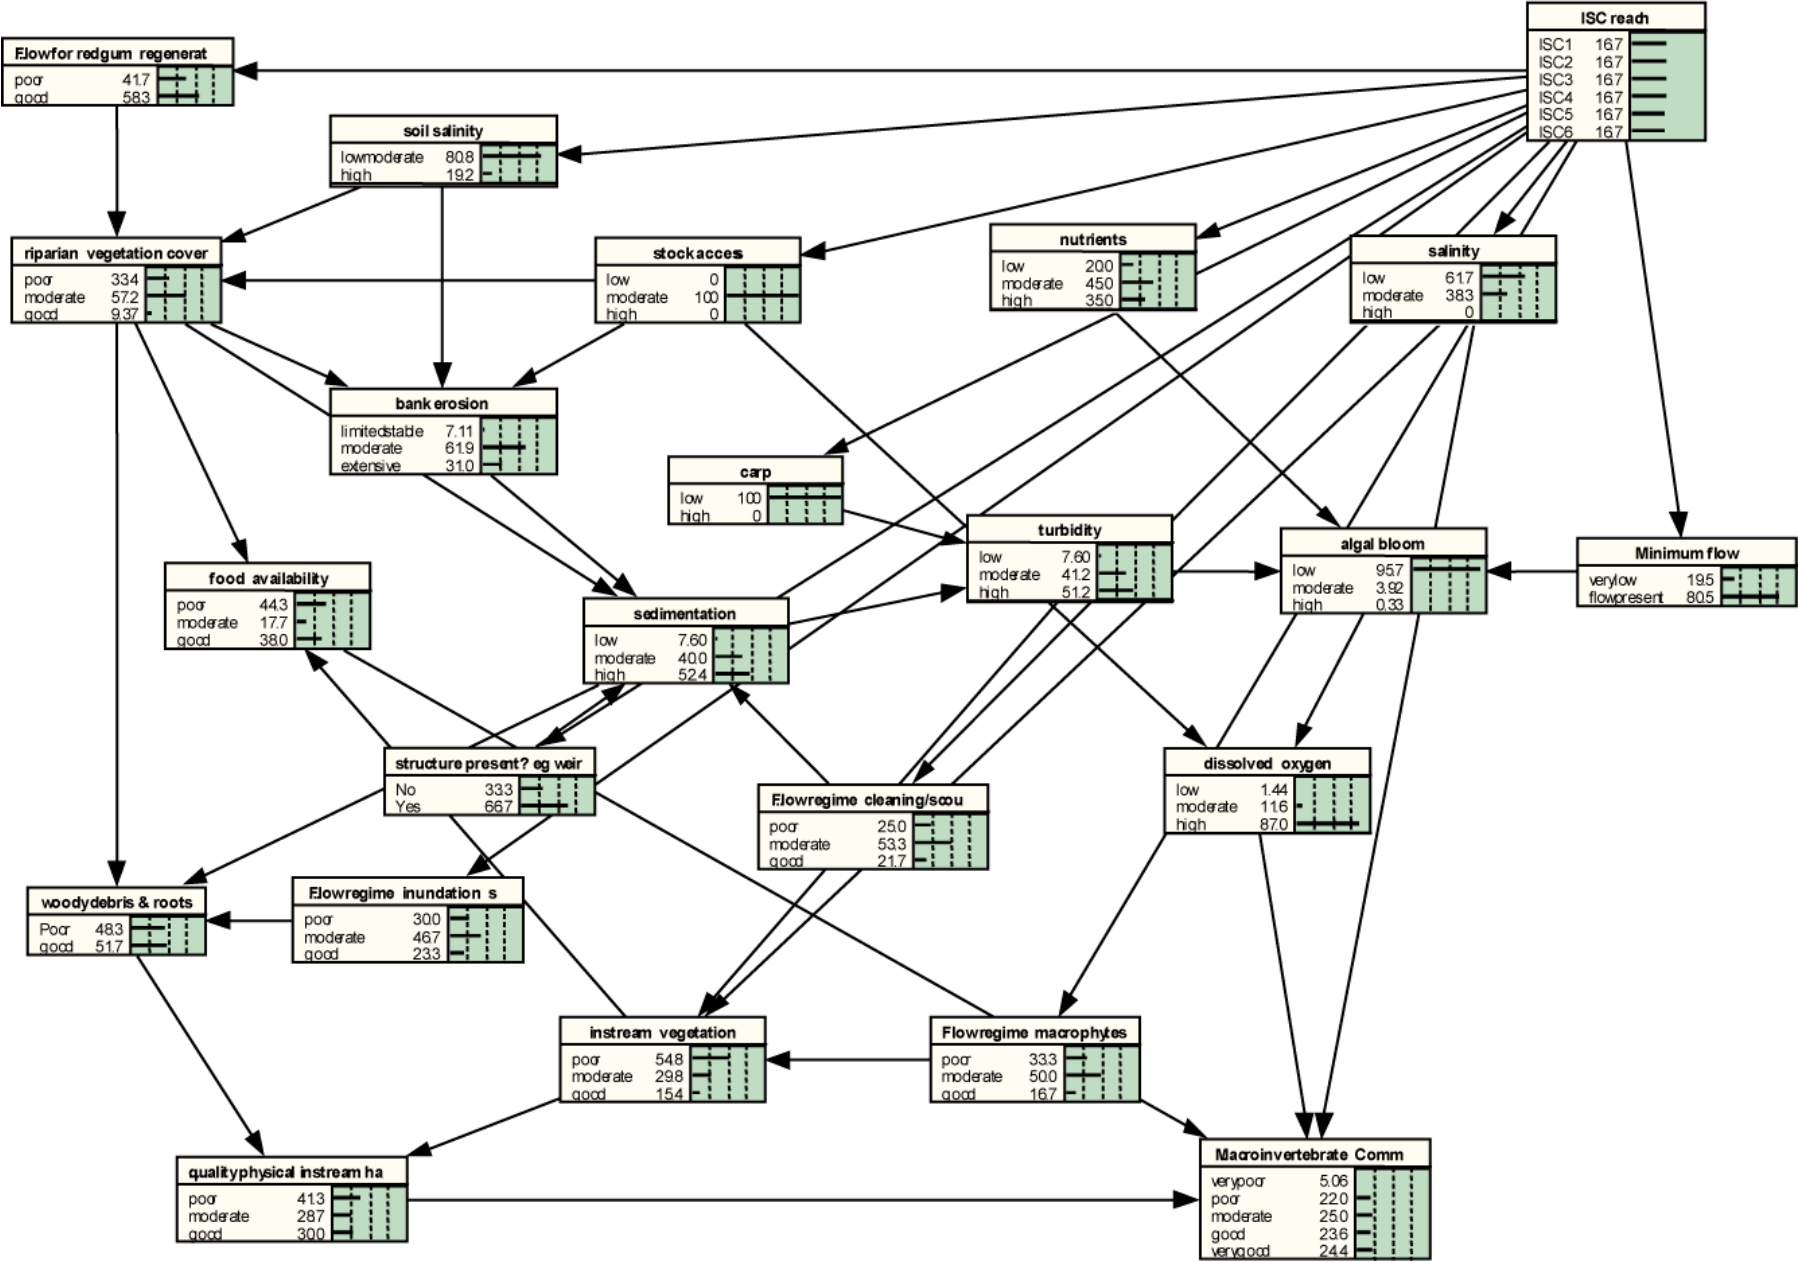 ISC reach
ISC1 16.7
ISC2 16.7
ISC3 16.7
ISC4 16.7
ISC5 16.7
ISC6 16.7
Flowfor redgum regenerat
poor 41.7
good 58.3
soil salinity
lowmoderate 80.8
high 19.2
riparian vegetation cover
poor 33.4
moderate 57.2
good 9.37
stock access
low 0
moderate 100
high 0
nutrients
low 20.0
moderate 45.0
high 35.0
salinity
low 61.7
moderate 38.3
high 0
bank erosion
limitedstable 7.11
moderate 61.9
extensive 31.0
carp
low 100
high 0
turbidity
low 7.60
moderate 41.2
high 51.2
algal bloom
low 95.7
moderate 3.92
high 0.33
Minimum flow
verylow 19.5
flowpresent 80.5
food availability
poor 44.3
moderate 17.7
good 38.0
sedimentation
low 7.60
moderate 40.0
high 52.4
structure present? eg weir
No 33.3
Yes 66.7
Flowregime cleaning/scou
poor 25.0
moderate 53.3
good 21.7
dissolved oxygen
low 1.44
moderate 11.6
high 87.0
woodydebris & roots
Poor 48.3
good 51.7
Flowregime inundation s
poor 30.0
moderate 46.7
good 23.3
instream vegetation
poor 54.8
moderate 29.8
good 15.4
Flowregime macrophytes
poor 33.3
moderate 50.0
good 16.7
qualityphysical instream ha
poor 41.3
moderate 28.7
good 30.0
Macroinvertebrate Comm
verypoor 5.06
poor 22.0
moderate 25.0
good 23.6
verygood 24.4